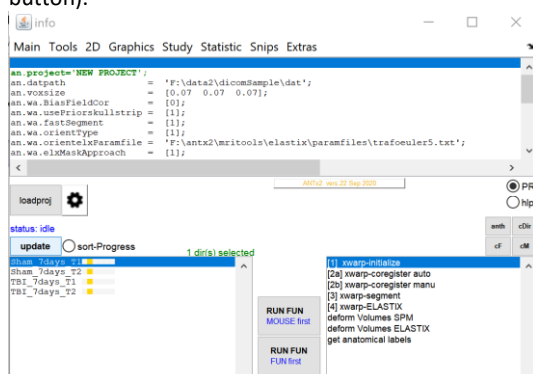 button).
info
Main Tools 2D Graphics Study Statistic Snips Extras
an.project='NEW PROJECT';
an.datpath = 'F:\data2\dicomSample\dat';
an.voxsize = [0.07 0.07 0.07];
an.wa.BiasFieldCor = [0];
an.wa.usePriorskullstrip = [1];
an.wa.fastSegment = [1];
an.wa.orientType = [1];
an.wa.orientelxParamfile = 'F:\antx2\mritools\elastix\paramfiles\trafoeuler5.txt';
an.wa.elxMaskApproach = [1];
ANTx2 vers 22 Sep 2020
PR
loadproj
hlp
status: idle
anth cDir
update sort-Progress
1 dir(s) selected
cF cM
Sham_7days_T1
Sham_7days_T2
TBI_7days_T1
TBI_7days_T2
RUN FUN
MOUSE first
RUN FUN
FUN first
[1] xwarp-initialize
[2a] xwarp-coregister auto
[2b] xwarp-coregister manu
[3] xwarp-segment
[4] xwarp-ELASTIX
deform Volumes SPM
deform Volumes ELASTIX
get anatomical labels